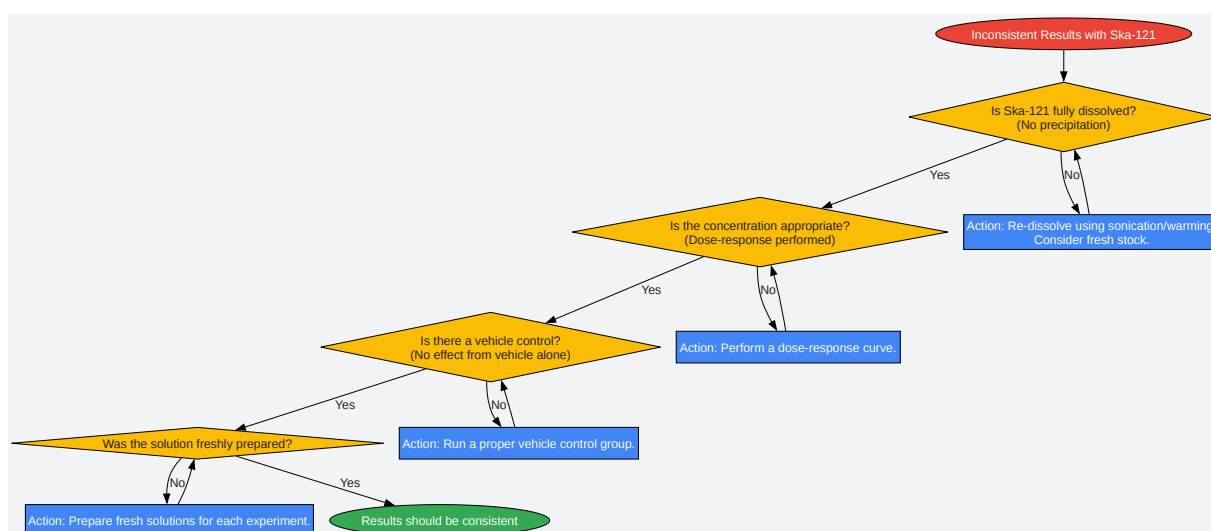 Inconsistent Results with Ska-121
Is Ska-121 fully dissolved?
(No precipitation)
Yes
No
Action: Re-dissolve using sonication/warming
Consider fresh stock.
Is the concentration appropriate?
(Dose-response performed)
Yes
No
Action: Perform a dose-response curve.
Is there a vehicle control?
(No effect from vehicle alone)
Yes
No
Action: Run a proper vehicle control group.
Was the solution freshly prepared?
No
Yes
Action: Prepare fresh solutions for each experiment.
Results should be consistent